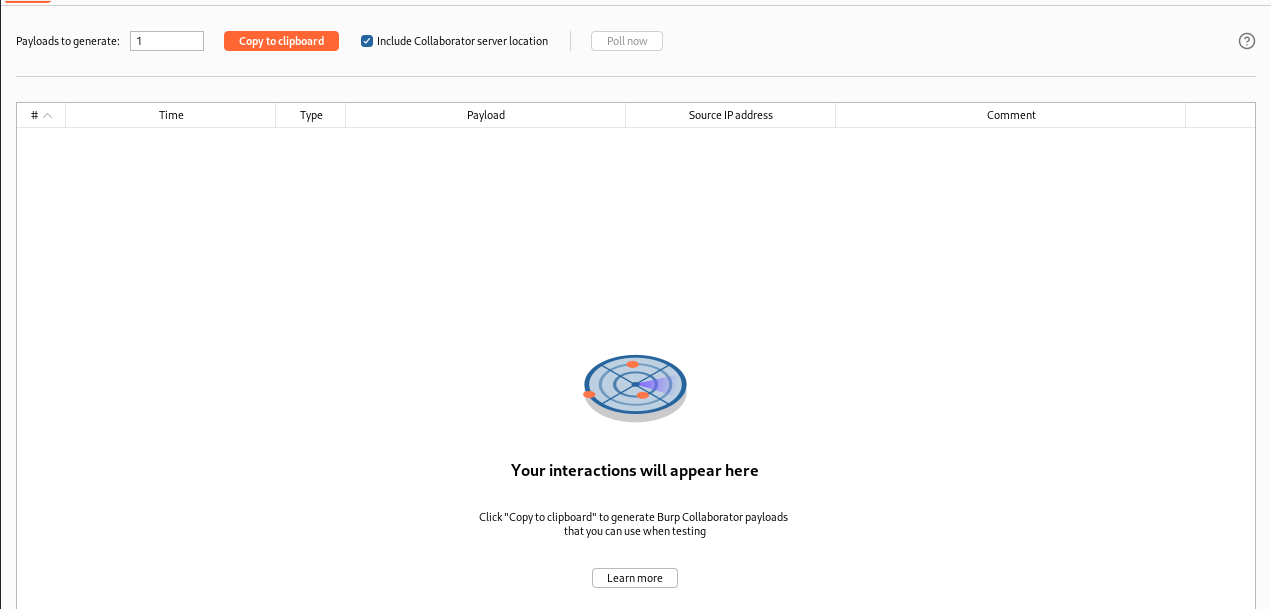 Payloads to generate: 1 Copy to clipboard Include Collaborator server location Poll now ?
# Time Type Payload Source IP address Comment
Your interactions will appear here
Click "Copy to clipboard" to generate Burp Collaborator payloads
that you can use when testing
Learn more